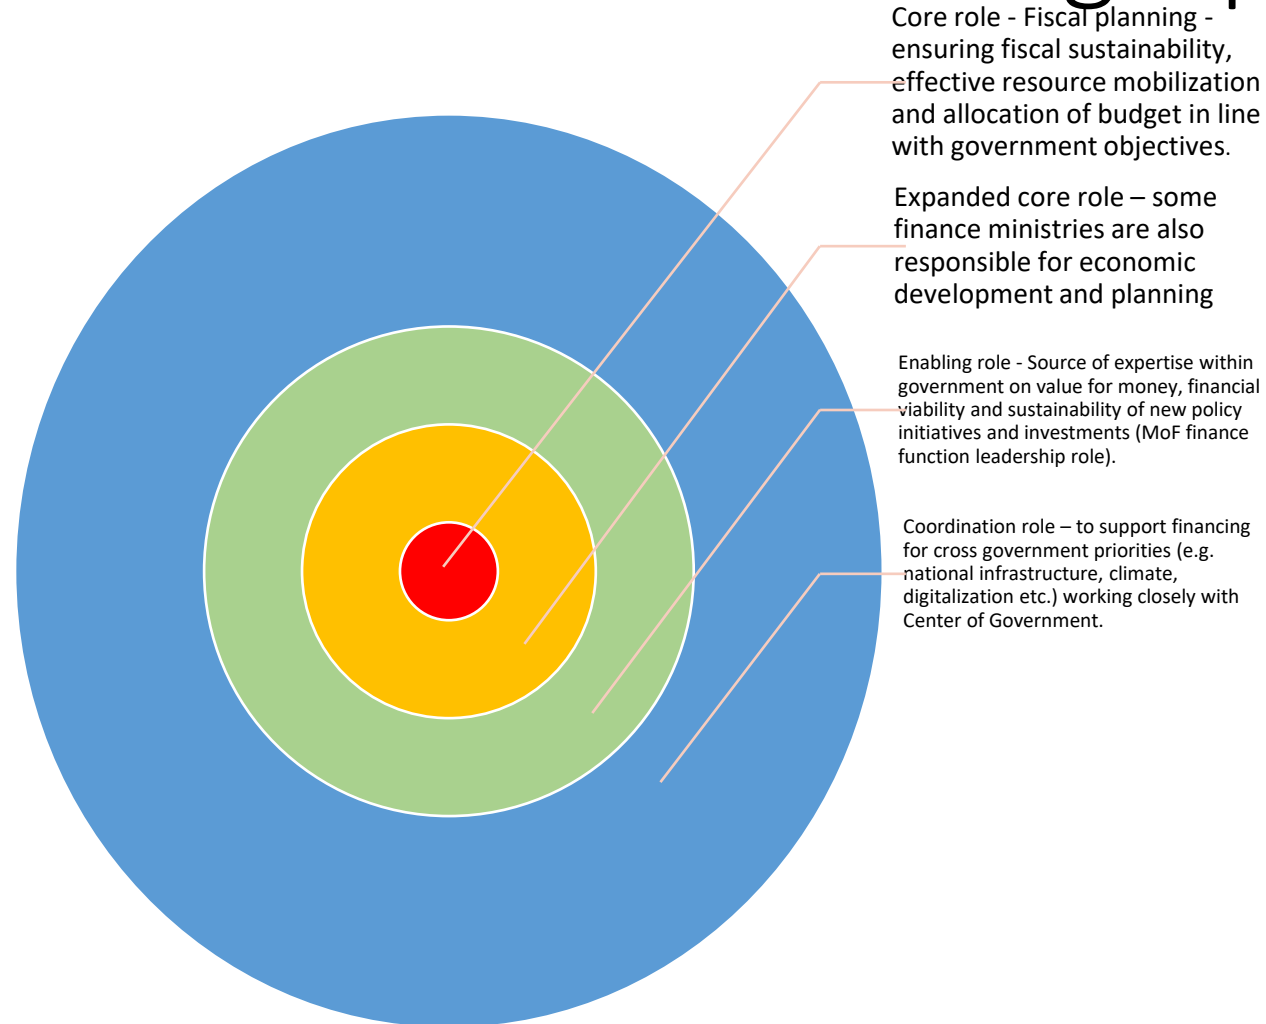 Core role - Fiscal planning -
ensuring fiscal sustainability,
effective resource mobilization
and allocation of budget in line
with government objectives.
Expanded core role – some
finance ministries are also
responsible for economic
development and planning
Enabling role - Source of expertise within
government on value for money, financial
viability and sustainability of new policy
initiatives and investments (MoF finance
function leadership role).
Coordination role – to support financing
for cross government priorities (e.g.
national infrastructure, climate,
digitalization etc.) working closely with
Center of Government.